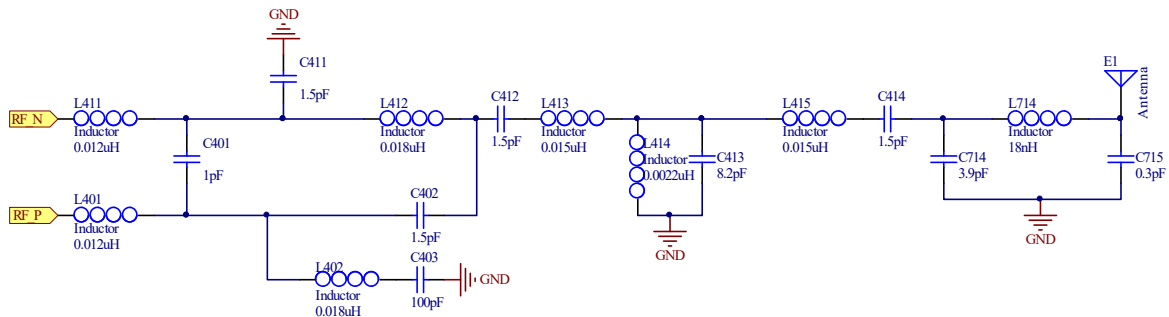 GND
C411
1.5pF
E1
Antenna
RF_N
L411
Inductor
0.012uH
L412
Inductor
0.018uH
C412
1.5pF
L413
Inductor
0.015uH
L415
Inductor
0.015uH
C414
1.5pF
L714
Inductor
18nH
C401
1pF
L414
Inductor
0.0022uH
C413
8.2pF
C714
3.9pF
C715
0.3pF
RF_P
L401
Inductor
0.012uH
C402
1.5pF
GND
GND
L402
Inductor
0.018uH
C403
100pF
GND